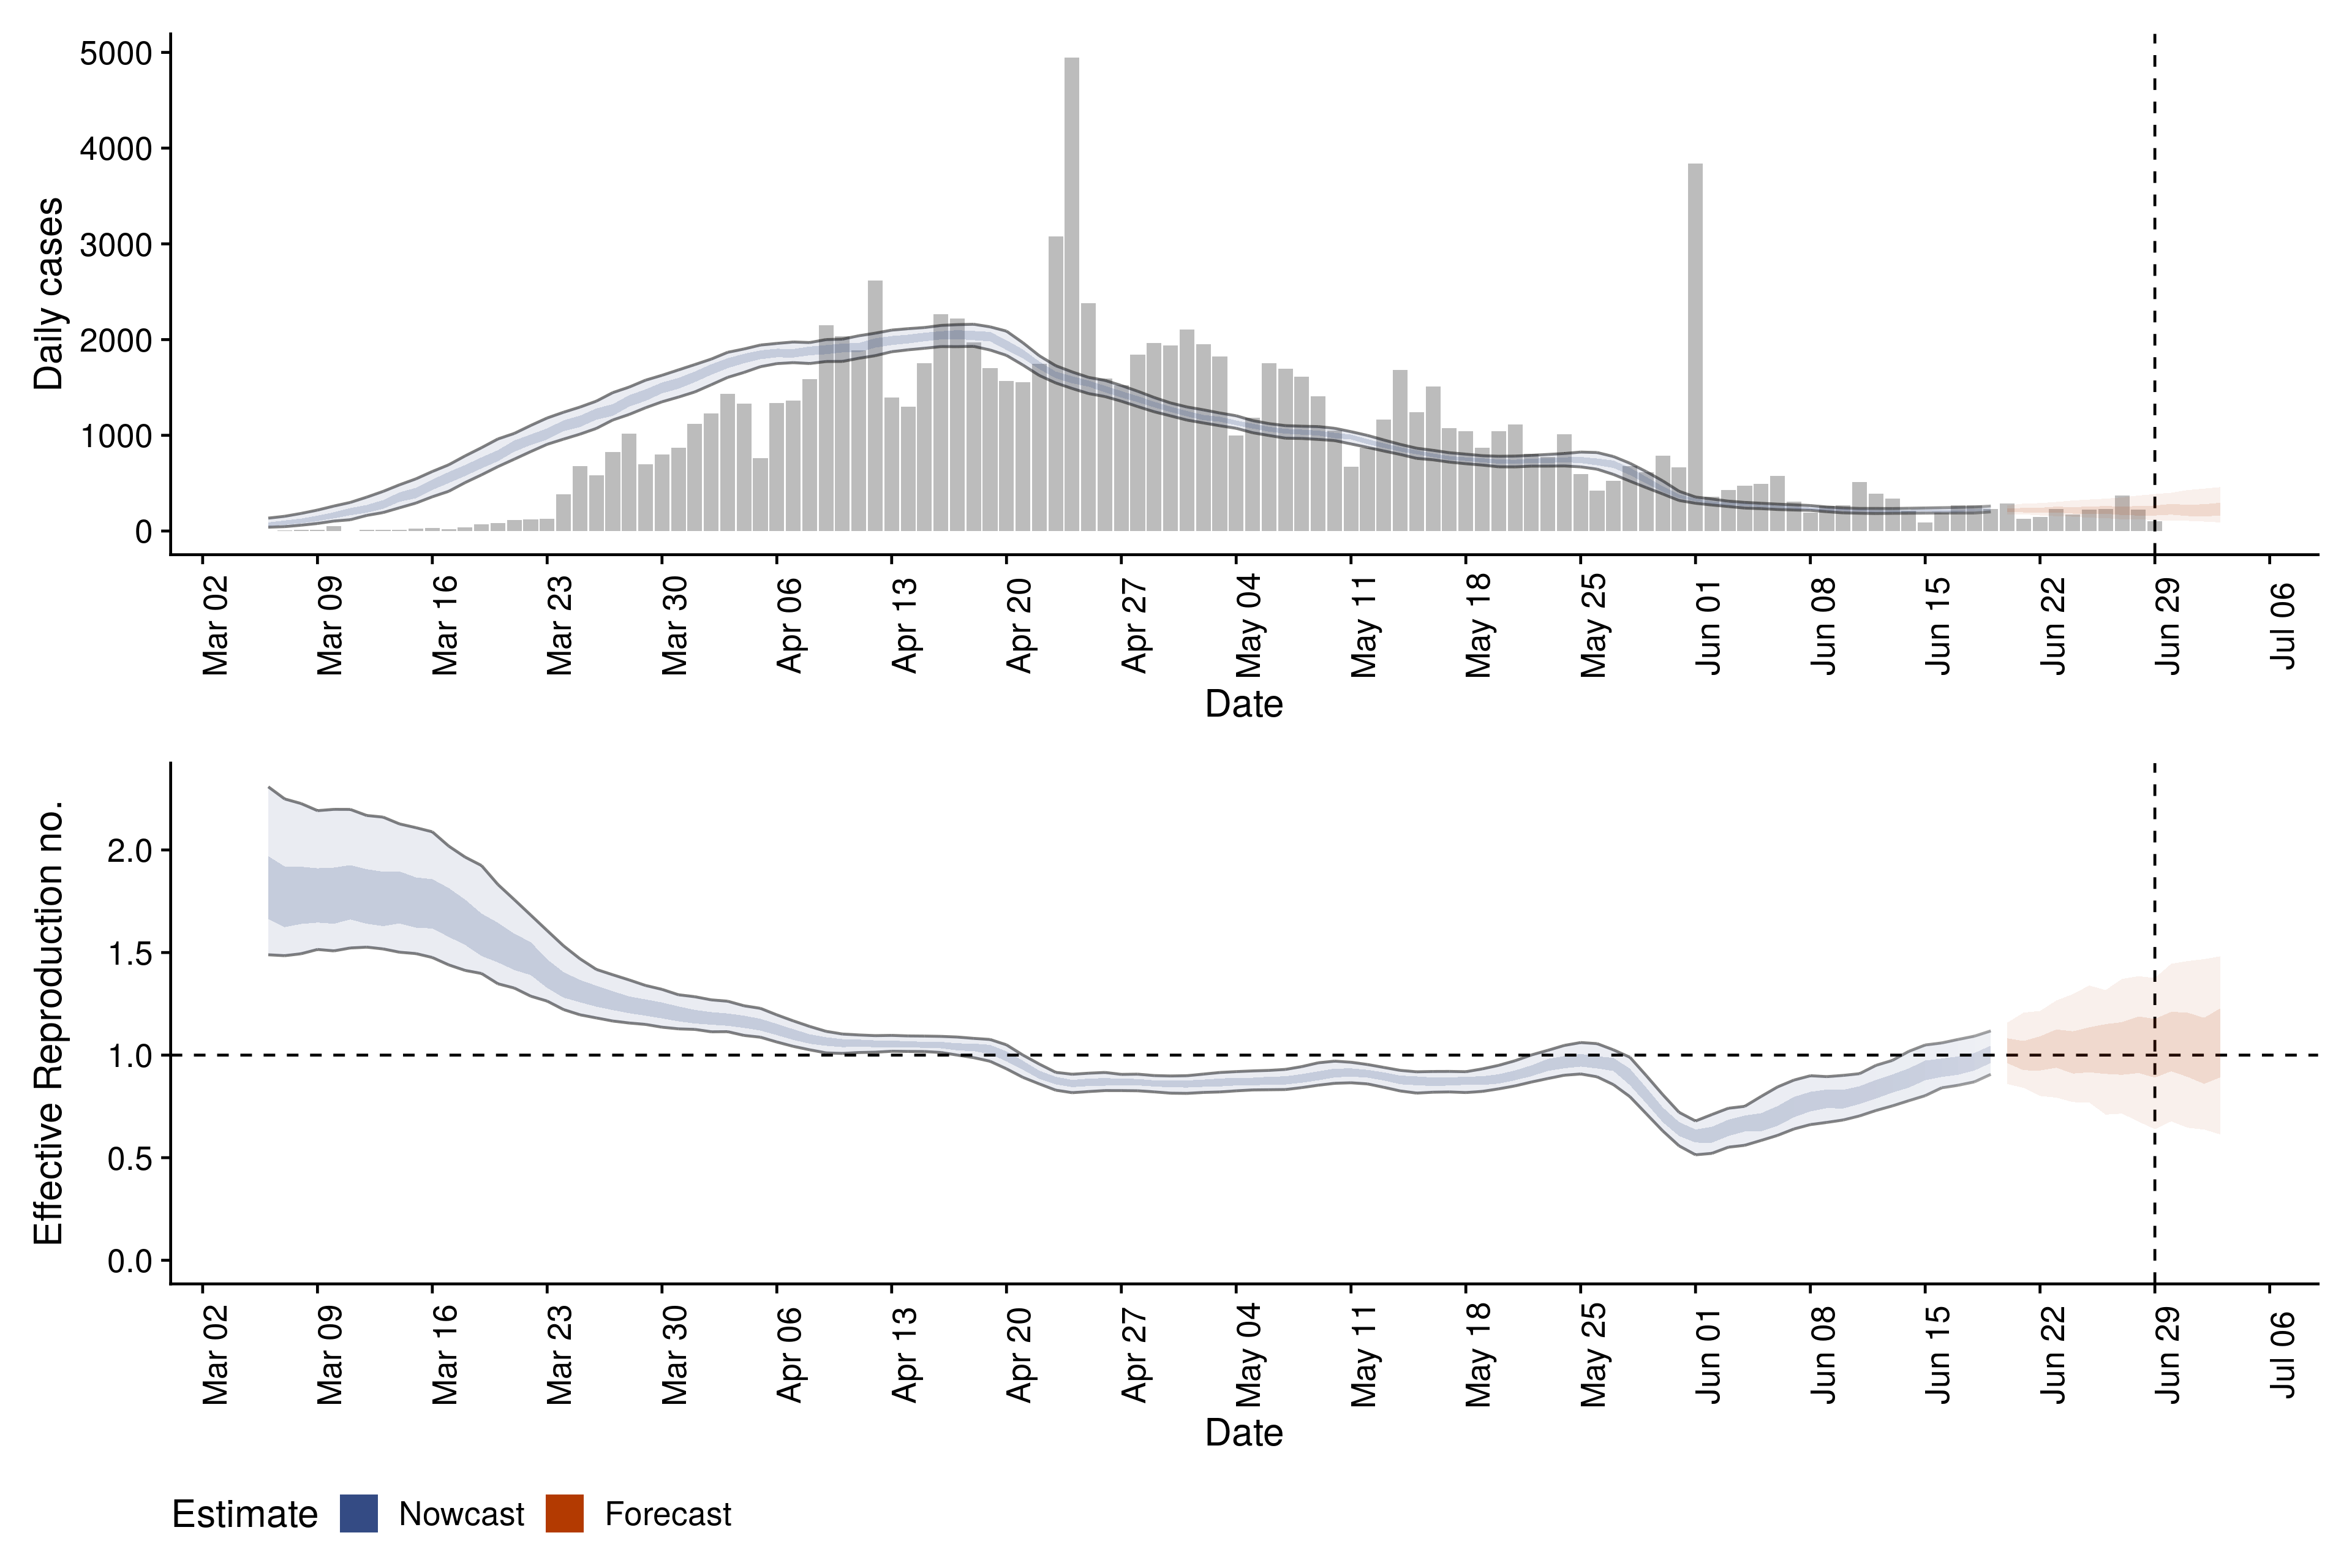 Daily cases
5000
4000
3000
2000
1000
0
Mar 02 Mar 09 Mar 16 Mar 23 Mar 30 Apr 06 Apr 13 Apr 20 Apr 27 May 04 May 11 May 18 May 25 Jun 01 Jun 08 Jun 15 Jun 22 Jun 29 Jul 06
Date
Effective Reproduction no.
2.0
1.5
1.0
0.5
0.0
Mar 02 Mar 09 Mar 16 Mar 23 Mar 30 Apr 06 Apr 13 Apr 20 Apr 27 May 04 May 11 May 18 May 25 Jun 01 Jun 08 Jun 15 Jun 22 Jun 29 Jul 06
Date
Estimate Nowcast Forecast